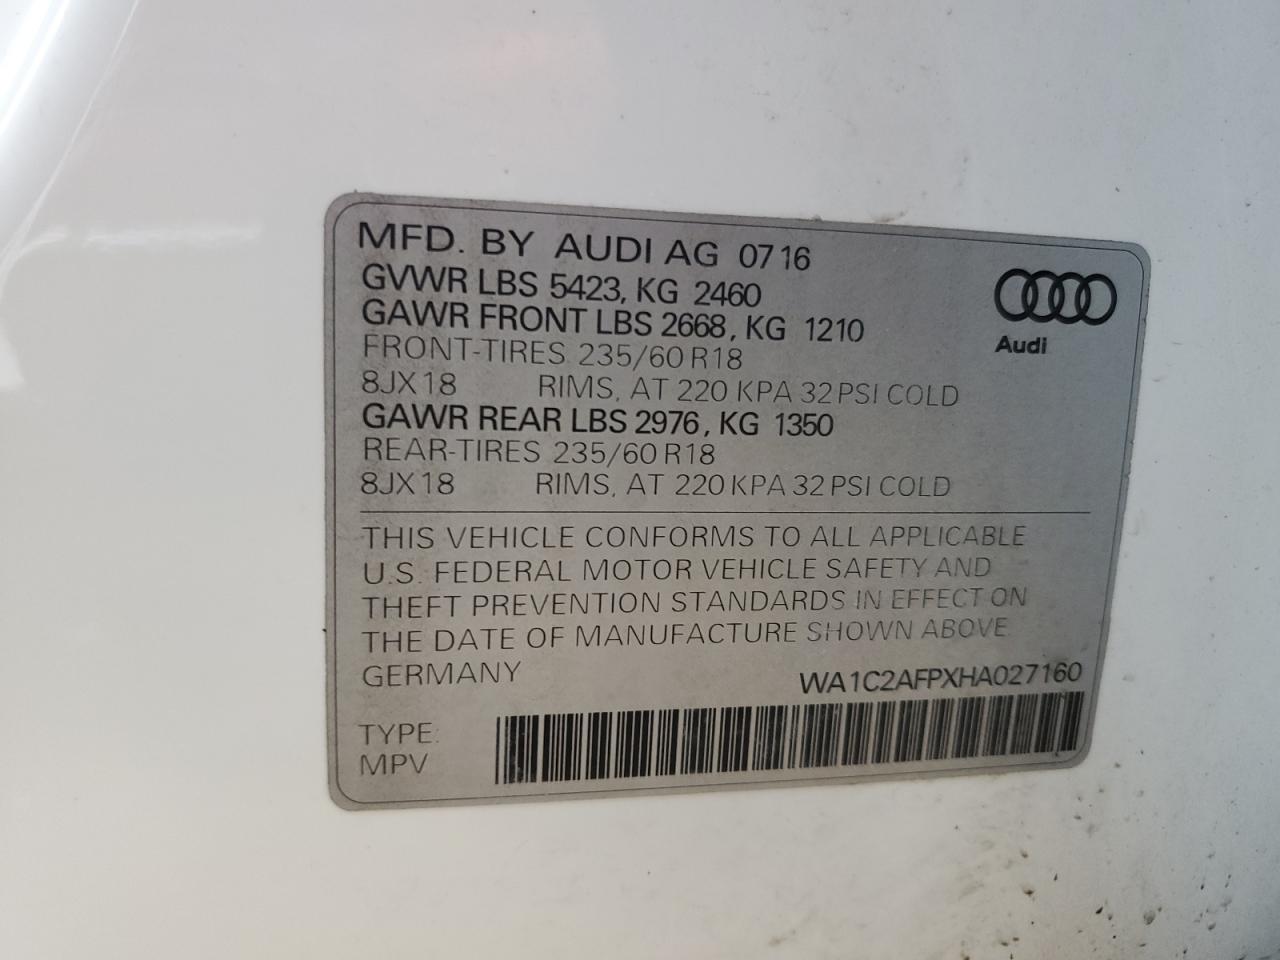 MFD. BY AUDI AG 07 16
GVWR LBS 5423, KG 2460
GAWR FRONT LBS 2668, KG 1210
FRONT-TIRES 235/60 R18
8JX18 RIMS, AT 220 KPA 32 PSI COLD
GAWR REAR LBS 2976, KG 1350
REAR-TIRES 235/60 R18
8JX18 RIMS, AT 220 KPA 32 PSI COLD
Audi
THIS VEHICLE CONFORMS TO ALL APPLICABLE
U.S. FEDERAL MOTOR VEHICLE SAFETY AND
THEFT PREVENTION STANDARDS IN EFFECT ON
THE DATE OF MANUFACTURE SHOWN ABOVE
GERMANY
WA1C2AFPXHA027160
TYPE:
MPV